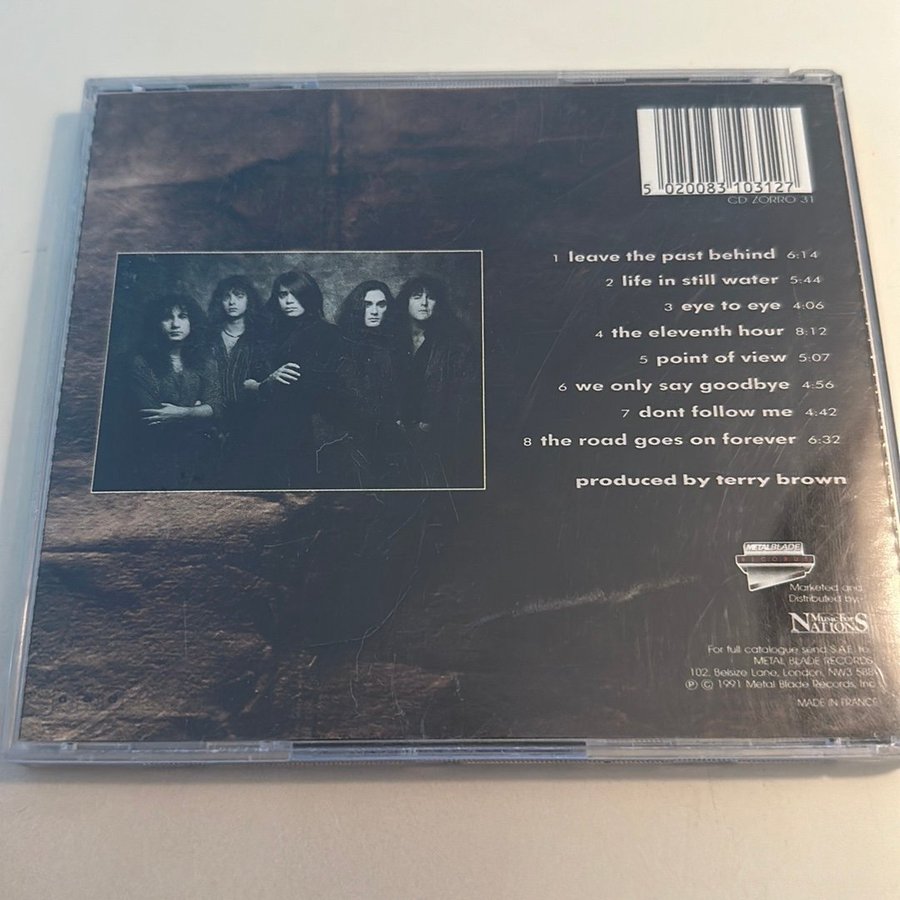 5 020083 103127
CD ZORRO 31
1 leave the past behind 6:14
2 life in still water 5:44
3 eye to eye 4:06
4 the eleventh hour 8:12
5 point of view 5:07
6 we only say goodbye 4:56
7 dont follow me 4:42
8 the road goes on forever 6:32
produced by terry brown
METALBLADE
RECORDS
Marketed and
Distributed by:
Music For
NATIONS
For full catalogue send S.A.E. to:
METAL BLADE RECORDS,
102, Belsize Lane, London, NW3
℗ © 1991 Metal Blade Records, Inc.
MADE IN FRANCE